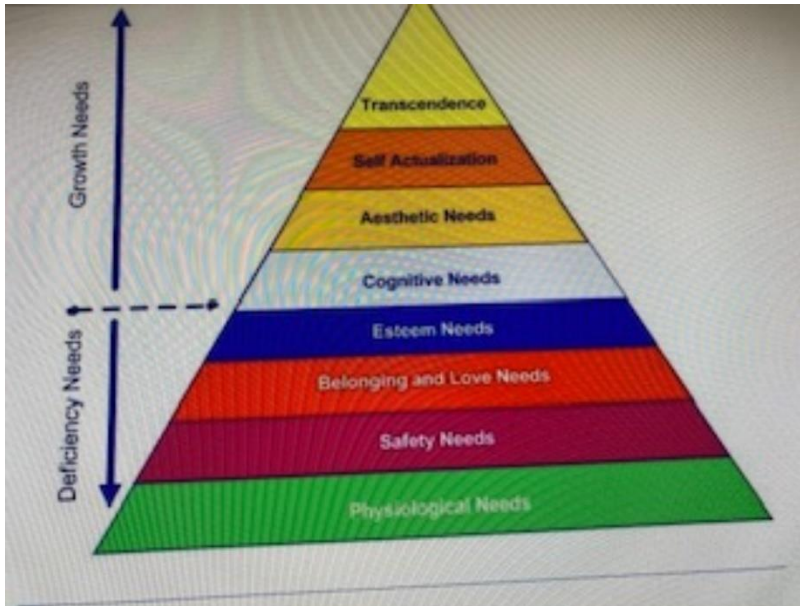 Growth Needs
Deficiency Needs
Transcendence
Self Actualization
Aesthetic Needs
Cognitive Needs
Esteem Needs
Belonging and Love Needs
Safety Needs
Physiological Needs